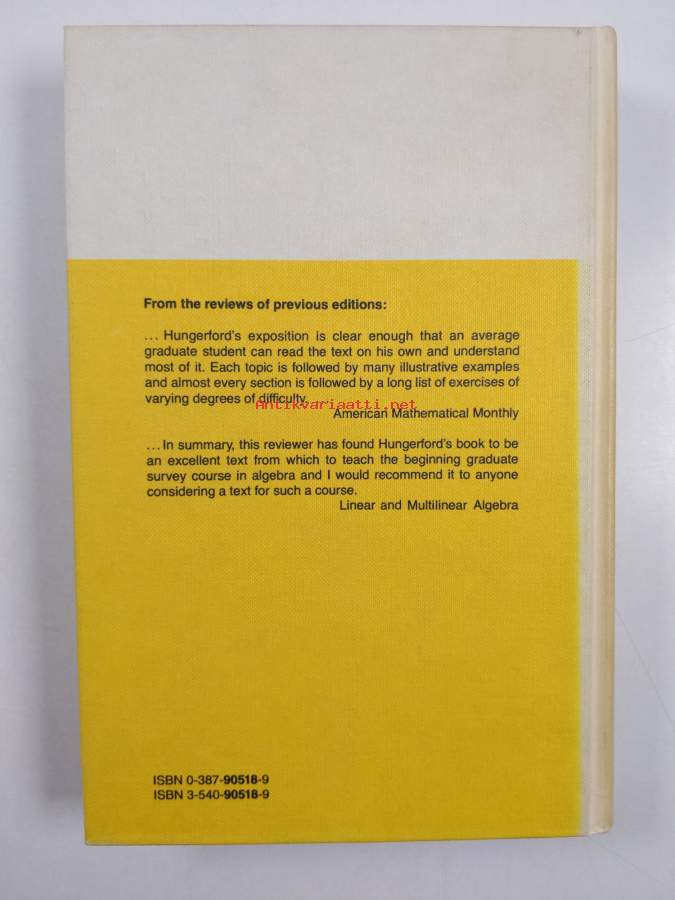 From the reviews of previous editions:
... Hungerford's exposition is clear enough that an average
graduate student can read the text on his own and understand
most of it. Each topic is followed by many illustrative examples
and almost every section is followed by a long list of exercises of
varying degrees of difficulty.
Antikvariaatti.net
American Mathematical Monthly
...In summary, this reviewer has found Hungerford's book to be
an excellent text from which to teach the beginning graduate
survey course in algebra and I would recommend it to anyone
considering a text for such a course.
Linear and Multilinear Algebra
ISBN 0-387-90518-9
ISBN 3-540-90518-9